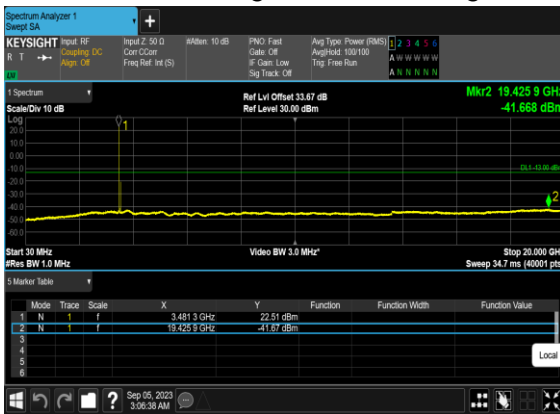 Spectrum Analyzer 1
Swept SA
KEYSIGHT Input: RF Input Z: 50 Ω #Atten: 10 dB PNO: Fast Avg Type: Power (RMS) 1 2 3 4 5 6
R T Coupling: DC Corr CCorr Gate: Off Avg|Hold: 100/100 A W W W W W
Align: Off Freq Ref: Int (S) IF Gain: Low Trig: Free Run
LV Sig Track: Off A N N N N N
1 Spectrum Ref Lvl Offset 33.67 dB Mkr2 19.425 9 GHz
Scale/Div 10 dB Ref Level 30.00 dBm -41.668 dBm
Log
20.0 1
10.0
0.00
-10.0 DL1 -13.00 dBm
-20.0
-30.0
-40.0 2
-50.0
-60.0
Start 30 MHz Video BW 3.0 MHz* Stop 20.000 GH
#Res BW 1.0 MHz Sweep 34.7 ms (40001 pts
5 Marker Table
Mode Trace Scale X Y Function Function Width Function Value
1 N 1 f 3.481 3 GHz 22.51 dBm
2 N 1 f 19.425 9 GHz -41.67 dBm
3
4
5
6
Local
? Sep 05, 2023
3:06:38 AM